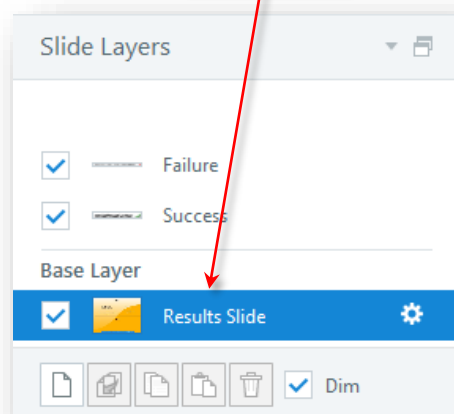 Slide Layers
Failure
Success
Base Layer
Results Slide
Dim